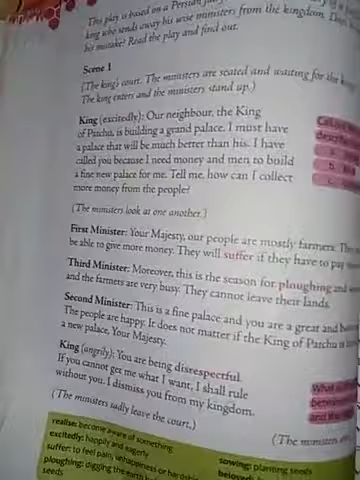 This play is based on a Persian
king who sends away his wise ministers from the kingdom.
his mistake? Read the play and find out.
Scene 1
(The king's court. The ministers are seated and waiting for the king
The king enters and the ministers stand up.)
King (excitedly): Our neighbour, the King
of Parcha, is building a grand palace. I must have
a palace that will be much better than his. I have
called you because I need money and men to build
a fine new palace for me. Tell me, how can I collect
more money from the people?
(The ministers look at one another.)
First Minister: Your Majesty, our people are mostly farmers.
be able to give more money. They will suffer if they have to pay
Third Minister: Moreover, this is the season for ploughing and
and the farmers are very busy. They cannot leave their lands.
Second Minister: This is a fine palace and you are a great and
The people are happy. It does not matter if the King of Parcha is
a new palace, Your Majesty.
King (angrily): You are being disrespectful.
If you cannot get me what I want, I shall rule
without you. I dismiss you from my kingdom.
(The ministers sadly leave the court.)
(The ministers
realise: become aware of something
excitedly: happily and eagerly
suffer: to feel pain, unhappiness or
ploughing: digging the earth
seeds
sowing: planting seeds